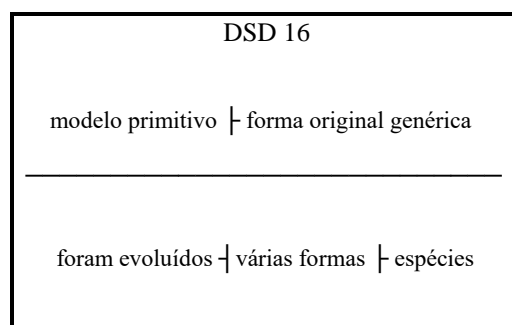 DSD 16
modelo primitivo ├ forma original genérica
foram evoluídos ┤ várias formas ├ espécies